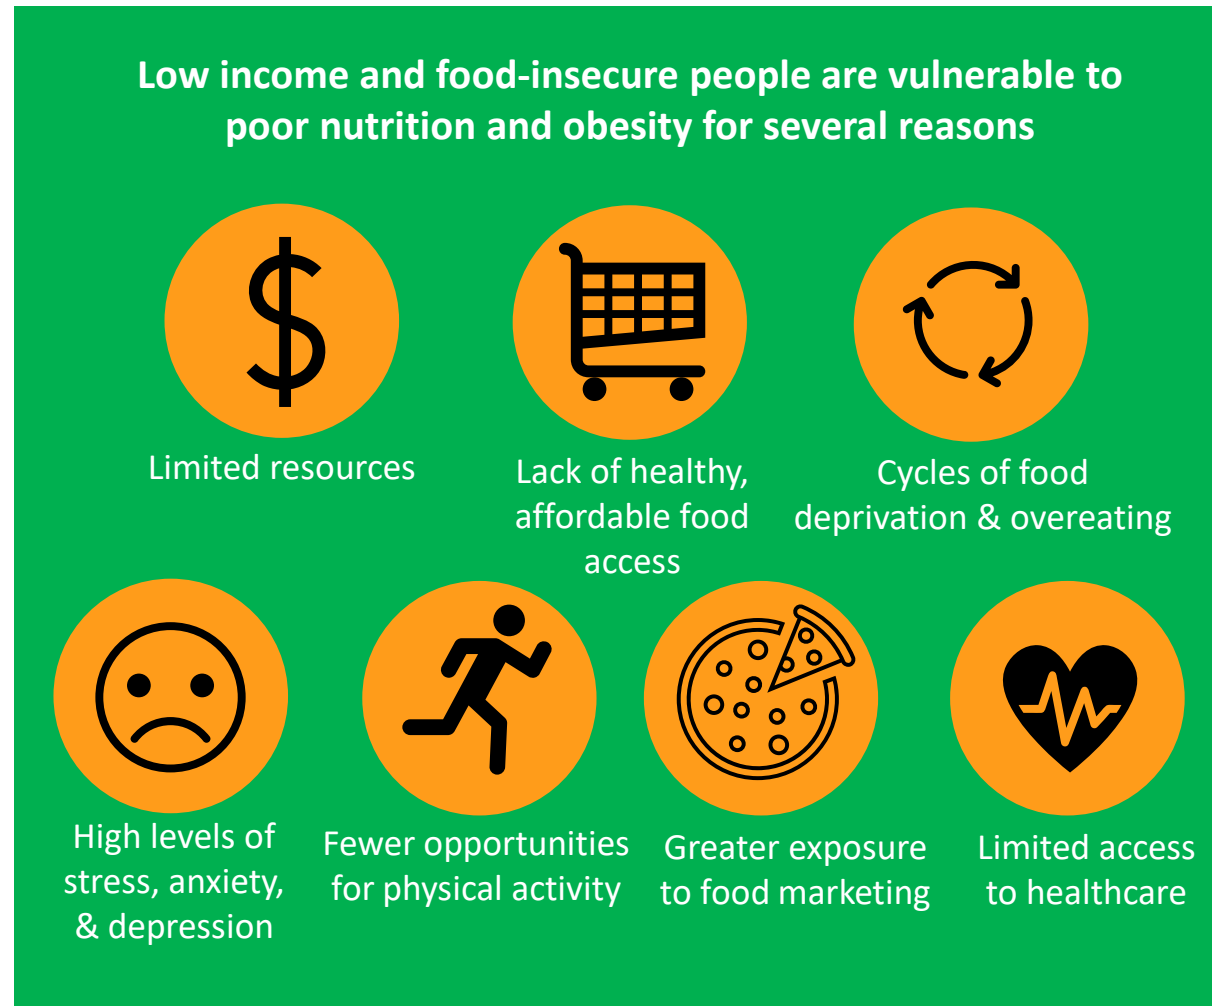 Low income and food-insecure people are vulnerable to
poor nutrition and obesity for several reasons
Limited resources
Lack of healthy,
affordable food
access
Cycles of food
deprivation & overeating
High levels of
stress, anxiety,
& depression
Fewer opportunities
for physical activity
Greater exposure
to food marketing
Limited access
to healthcare